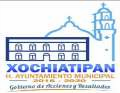 XOCHIATIPAN
H. AYUNTAMIENTO MUNICIPAL
2016 - 2020
Gobierno de Acciones y Resultados